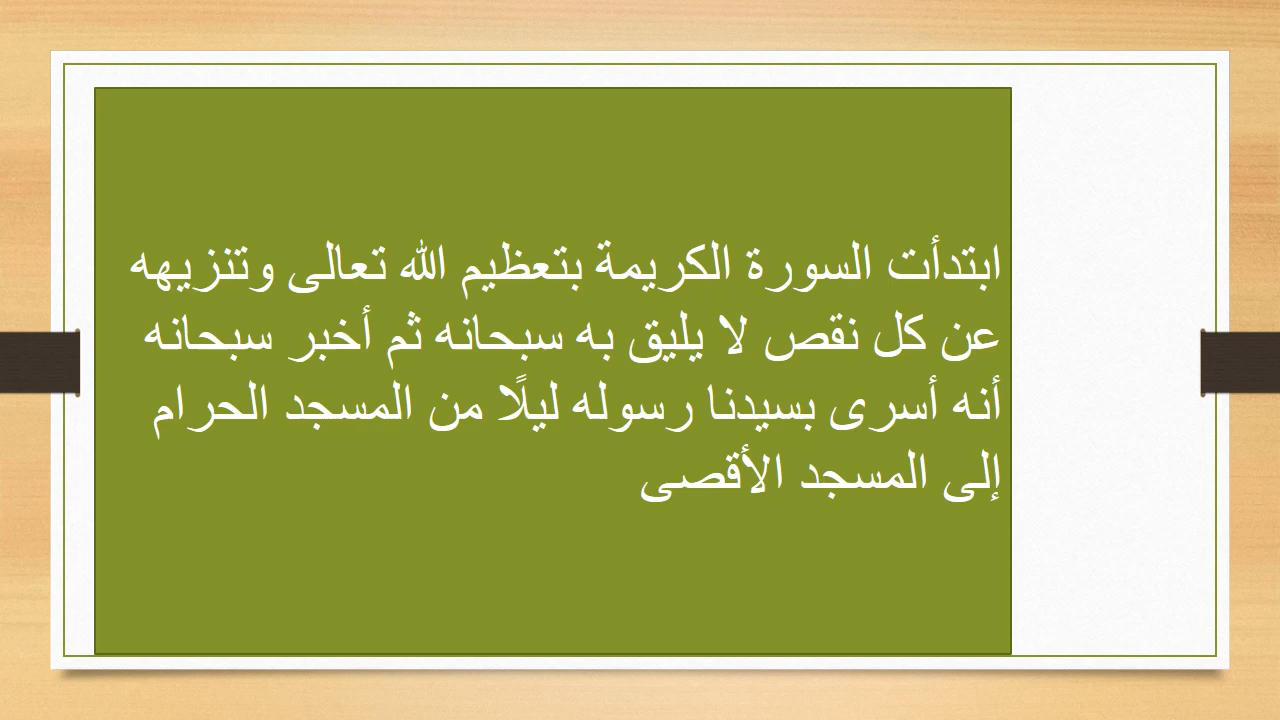 ابتدأت السورة الكريمة بتعظيم الله تعالى وتنزيهه
عن كل نقص لا يليق به سبحانه ثم أخبر سبحانه
أنه أسرى بسيدنا رسوله ليلًا من المسجد الحرام
إلى المسجد الأقصى